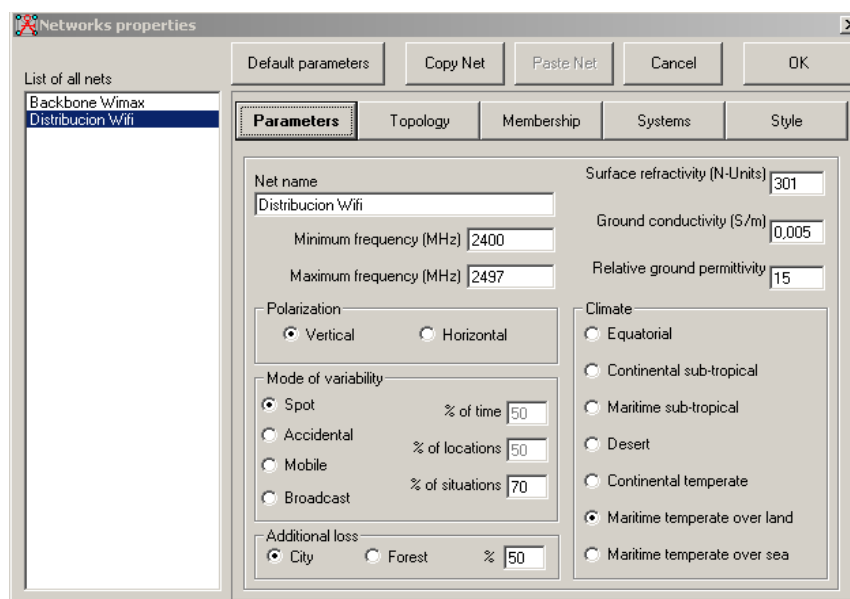 Networks properties
Default parameters
Copy Net
Paste Net
Cancel
OK
List of all nets
Backbone Wimax
Distribucion Wifi
Parameters
Topology
Membership
Systems
Style
Net name
Distribucion Wifi
Minimum frequency (MHz) 2400
Maximum frequency (MHz) 2497
Surface refractivity (N-Units) 301
Ground conductivity (S/m) 0,005
Relative ground permittivity 15
Polarization
Vertical
Horizontal
Mode of variability
Spot
Accidental
Mobile
Broadcast
% of time 50
% of locations 50
% of situations 70
Additional loss
City
Forest
% 50
Climate
Equatorial
Continental sub-tropical
Maritime sub-tropical
Desert
Continental temperate
Maritime temperate over land
Maritime temperate over sea